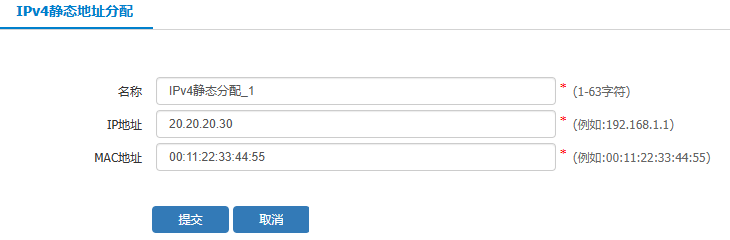 IPv4静态地址分配
名称 IPv4静态分配_1 * (1-63字符)
IP地址 20.20.20.30 * (例如:192.168.1.1)
MAC地址 00:11:22:33:44:55 * (例如:00:11:22:33:44:55)
提交 取消